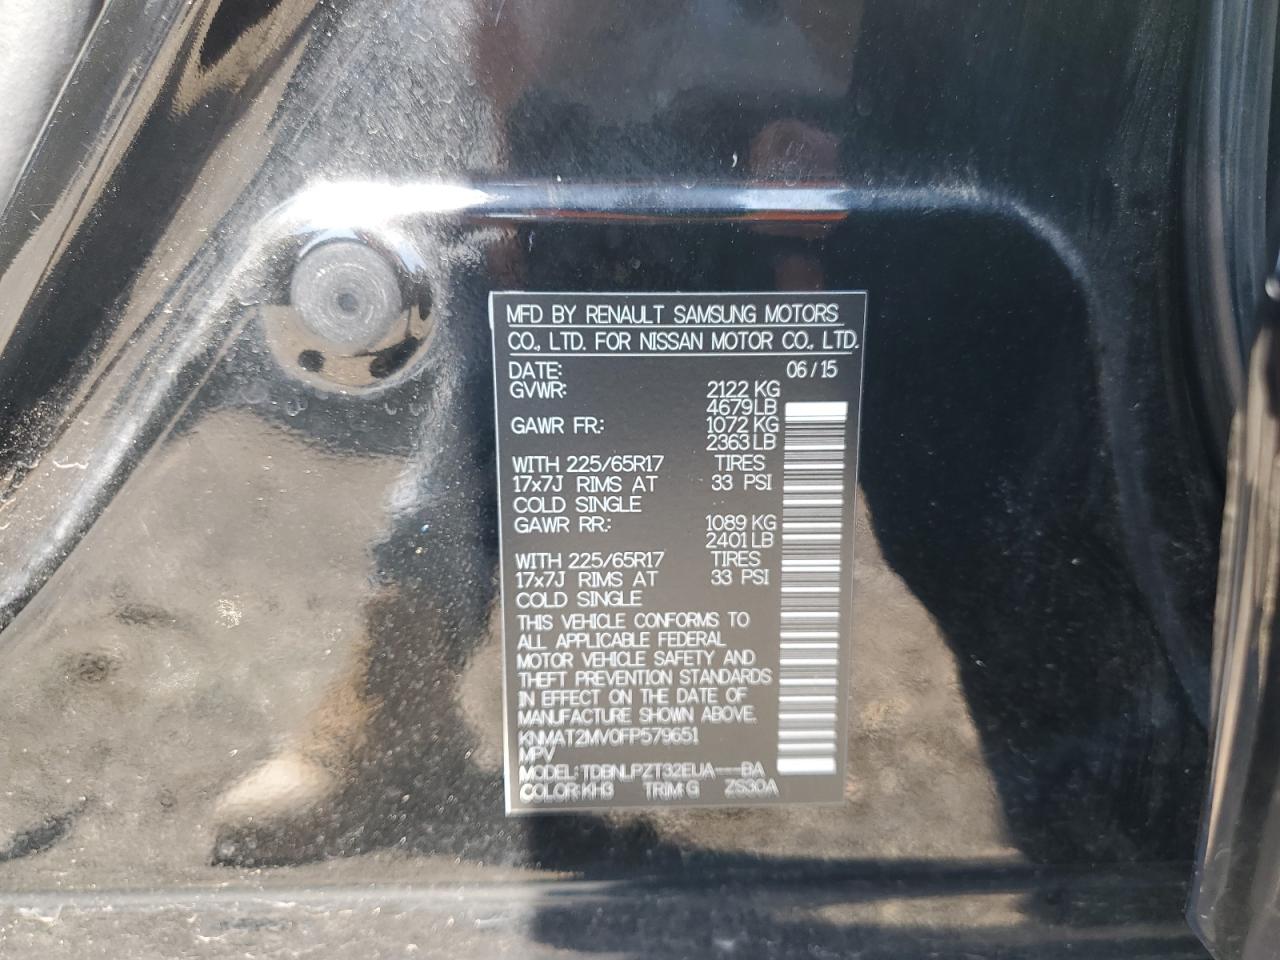 MFD BY RENAULT SAMSUNG MOTORS
CO., LTD. FOR NISSAN MOTOR CO., LTD.
DATE: 06/15
GVWR: 2122 KG
4679LB
GAWR FR.: 1072 KG
2363LB
WITH 225/65R17 TIRES
17x7J RIMS AT 33 PSI
COLD SINGLE
GAWR RR.: 1089 KG
2401LB
WITH 225/65R17 TIRES
17x7J RIMS AT 33 PSI
COLD SINGLE
THIS VEHICLE CONFORMS TO
ALL APPLICABLE FEDERAL
MOTOR VEHICLE SAFETY AND
THEFT PREVENTION STANDARDS
IN EFFECT ON THE DATE OF
MANUFACTURE SHOWN ABOVE.
KNMAT2MV0FP579651
MPV
MODEL: TDBNLPZT32EUA---BA
COLOR:KH3 TRIM:G ZS30A